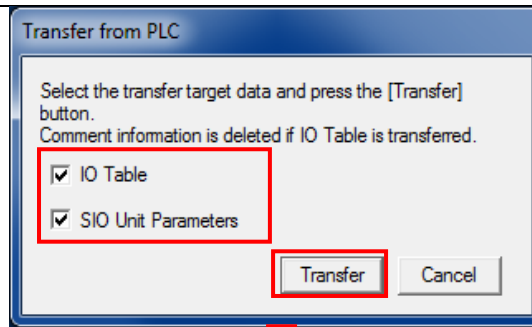 Transfer from PLC
Select the transfer target data and press the [Transfer]
button.
Comment information is deleted if IO Table is transferred.
IO Table
SIO Unit Parameters
Transfer
Cancel